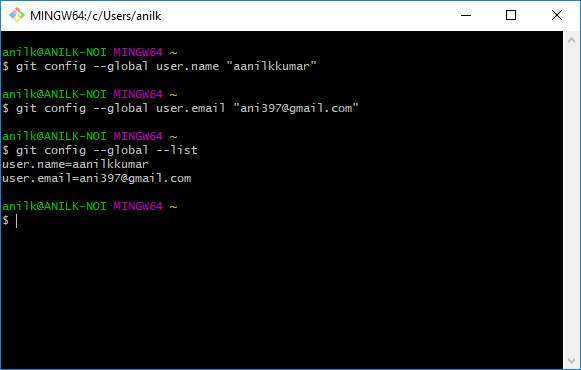 MINGW64:/c/Users/anilk
anilk@ANILK-NOI MINGW64 ~
$ git config --global user.name "aanilkkumar"
anilk@ANILK-NOI MINGW64 ~
$ git config --global user.email "ani397@gmail.com"
anilk@ANILK-NOI MINGW64 ~
$ git config --global --list
user.name=aanilkkumar
user.email=ani397@gmail.com
anilk@ANILK-NOI MINGW64 ~
$